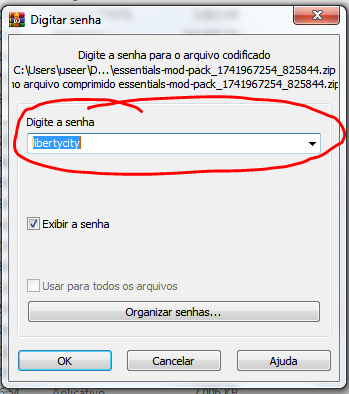 Digitar senha
Digite a senha para o arquivo codificado
C:\Users\useer\D...\essentials-mod-pack_1741967254_825844.zip
no arquivo comprimido essentials-mod-pack_1741967254_825844.zip
Digite a senha
libertycity
Exibir a senha
Usar para todos os arquivos
Organizar senhas...
OK
Cancelar
Ajuda